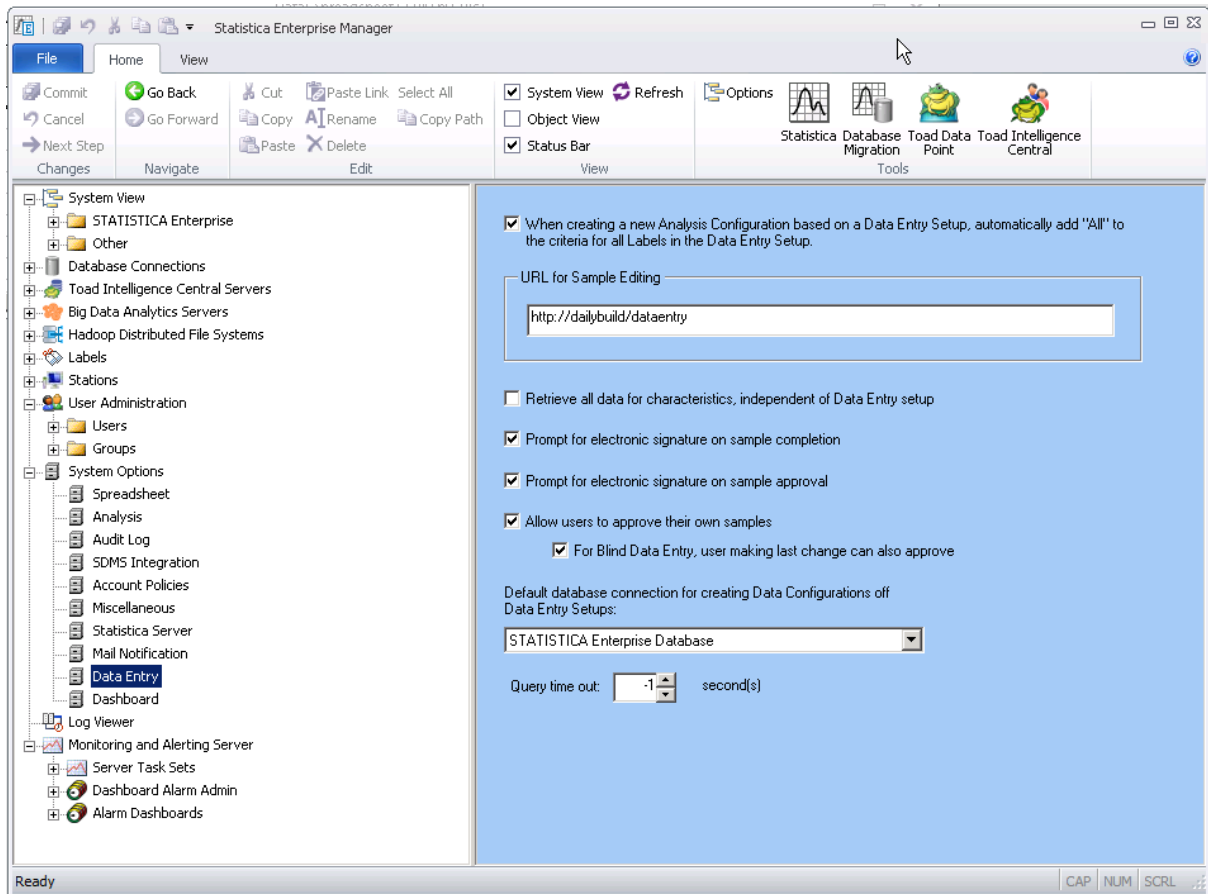 Statistica Enterprise Manager
File Home View
Commit
Cancel
Next Step
Changes
Go Back
Go Forward
Navigate
Cut Paste Link Select All
Copy Rename Copy Path
Paste Delete
Edit
System View Refresh
Object View
Status Bar
View
Options
Statistica
Database
Migration
Toad Data
Point
Toad Intelligence
Central
Tools
System View
STATISTICA Enterprise
Other
Database Connections
Toad Intelligence Central Servers
Big Data Analytics Servers
Hadoop Distributed File Systems
Labels
Stations
User Administration
Users
Groups
System Options
Spreadsheet
Analysis
Audit Log
SDMS Integration
Account Policies
Miscellaneous
Statistica Server
Mail Notification
Data Entry
Dashboard
Log Viewer
Monitoring and Alerting Server
Server Task Sets
Dashboard Alarm Admin
Alarm Dashboards
When creating a new Analysis Configuration based on a Data Entry Setup, automatically add "All" to
the criteria for all Labels in the Data Entry Setup.
URL for Sample Editing
http://dailybuild/dataentry
Retrieve all data for characteristics, independent of Data Entry setup
Prompt for electronic signature on sample completion
Prompt for electronic signature on sample approval
Allow users to approve their own samples
For Blind Data Entry, user making last change can also approve
Default database connection for creating Data Configurations off
Data Entry Setups:
STATISTICA Enterprise Database
Query time out: -1 second(s)
Ready
CAP NUM SCRL